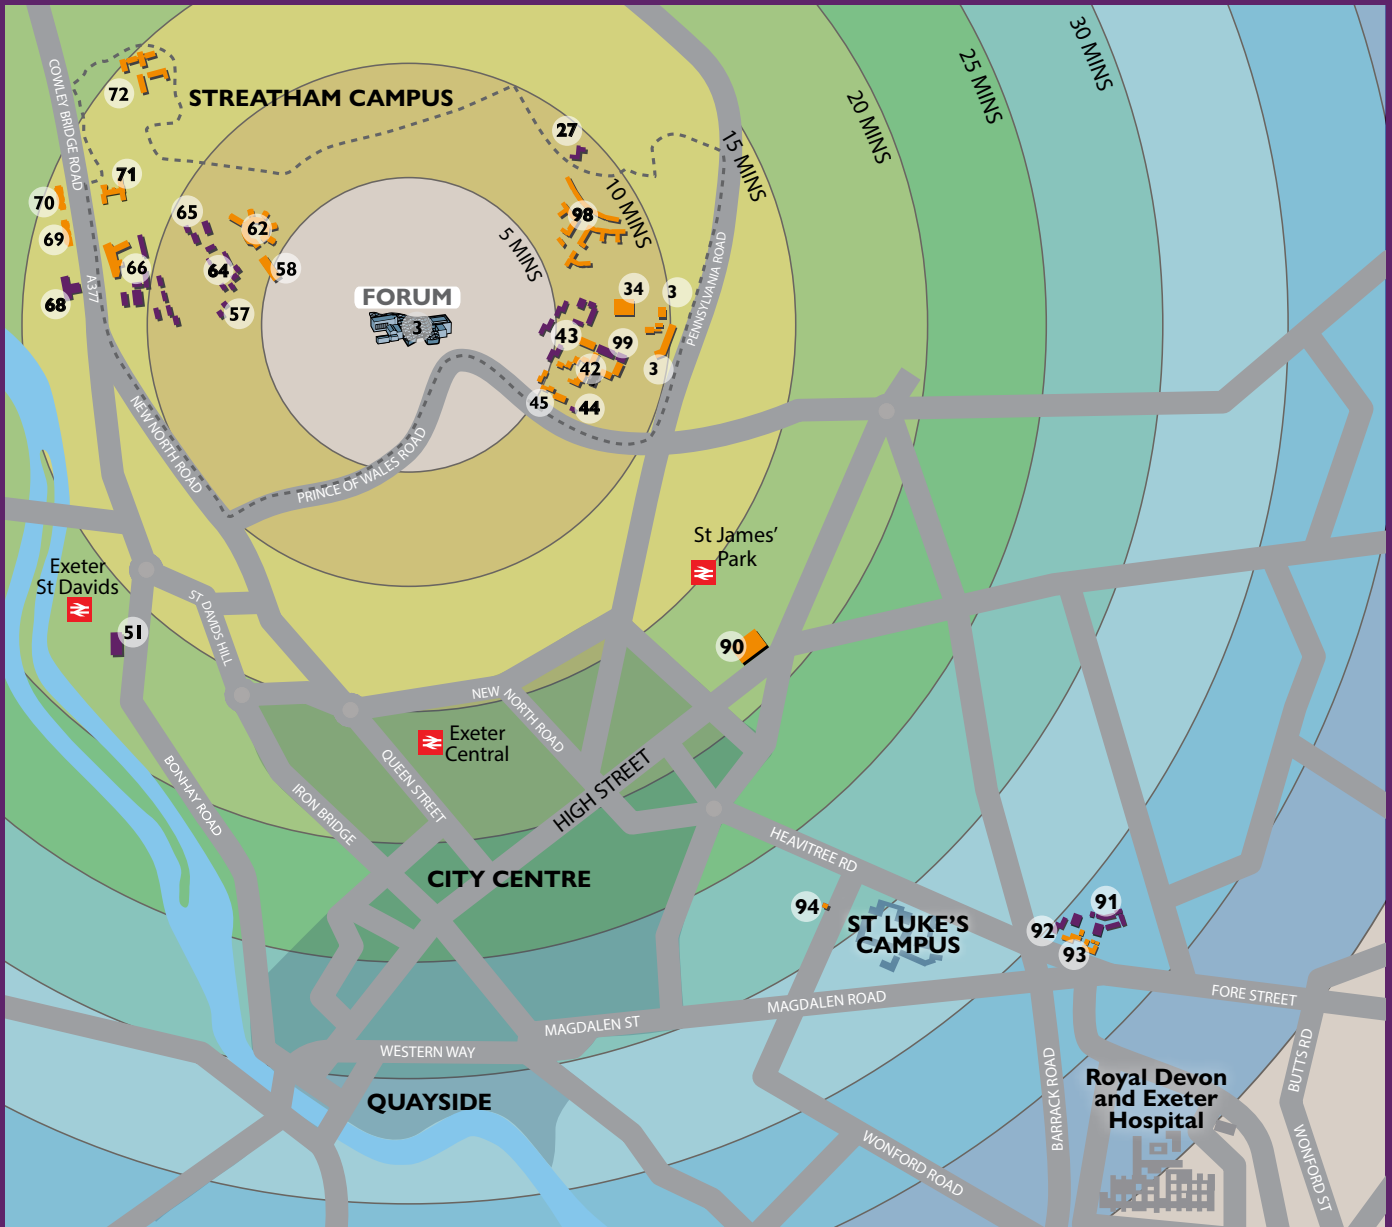 COWLEY BRIDGE ROAD
72
STREATHAM CAMPUS
27
15 MINS
20 MINS
25 MINS
30 MINS
71
70
65
62
98
10 MINS
69
66
64
58
5 MINS
PENNSYLVANIA ROAD
68
A377
57
FORUM
3
34
3
43
99
42
3
45
44
NEW NORTH ROAD
PRINCE OF WALES ROAD
St James’
Park
Exeter
St Davids
51
ST DAVIDS HILL
90
NEW
NORTH ROAD
Exeter
Central
BONHAY ROAD
IRON BRIDGE
QUEEN STREET
HIGH STREET
HEAVITREE RD
CITY CENTRE
94
ST LUKE’S
CAMPUS
92
91
93
MAGDALEN ROAD
FORE STREET
MAGDALEN ST
WESTERN WAY
QUAYSIDE
BARRACK ROAD
Royal Devon
and Exeter
Hospital
BUTTS RD
WONFORD ROAD
WONFORD ST